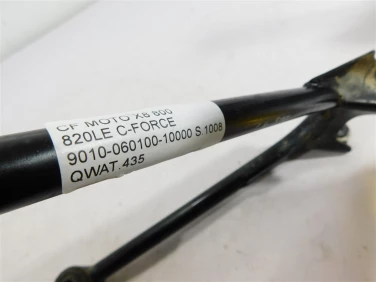 CF MOTO X8 800
820LE C-FORCE
9010-060100-10000 S.1008
QWAT.435